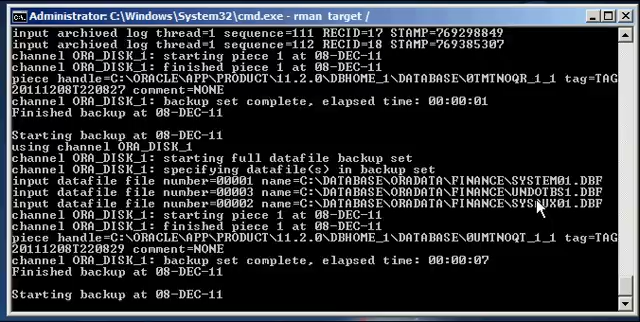 Administrator: C:\Windows\System32\cmd.exe - rman target /
input archived log thread=1 sequence=111 RECID=17 STAMP=769298849
input archived log thread=1 sequence=112 RECID=18 STAMP=769385307
channel ORA_DISK_1: starting piece 1 at 08-DEC-11
channel ORA_DISK_1: finished piece 1 at 08-DEC-11
piece handle=C:\ORACLE\APP\PRODUCT\11.2.0\DBHOME_1\DATABASE\0TMTNOQR_1_1 tag=TAG
20111208T220827 comment=NONE
channel ORA_DISK_1: backup set complete, elapsed time: 00:00:01
Finished backup at 08-DEC-11
Starting backup at 08-DEC-11
using channel ORA_DISK_1
channel ORA_DISK_1: starting full datafile backup set
channel ORA_DISK_1: specifying datafile(s) in backup set
input datafile file number=00001 name=C:\DATABASE\ORADATA\FINANCE\SYSTEM01.DBF
input datafile file number=00003 name=C:\DATABASE\ORADATA\FINANCE\UNDOTBS1.DBF
input datafile file number=00002 name=C:\DATABASE\ORADATA\FINANCE\SYSAUX01.DBF
channel ORA_DISK_1: starting piece 1 at 08-DEC-11
channel ORA_DISK_1: finished piece 1 at 08-DEC-11
piece handle=C:\ORACLE\APP\PRODUCT\11.2.0\DBHOME_1\DATABASE\0UMTNOQT_1_1 tag=TAG
20111208T220829 comment=NONE
channel ORA_DISK_1: backup set complete, elapsed time: 00:00:07
Finished backup at 08-DEC-11
Starting backup at 08-DEC-11